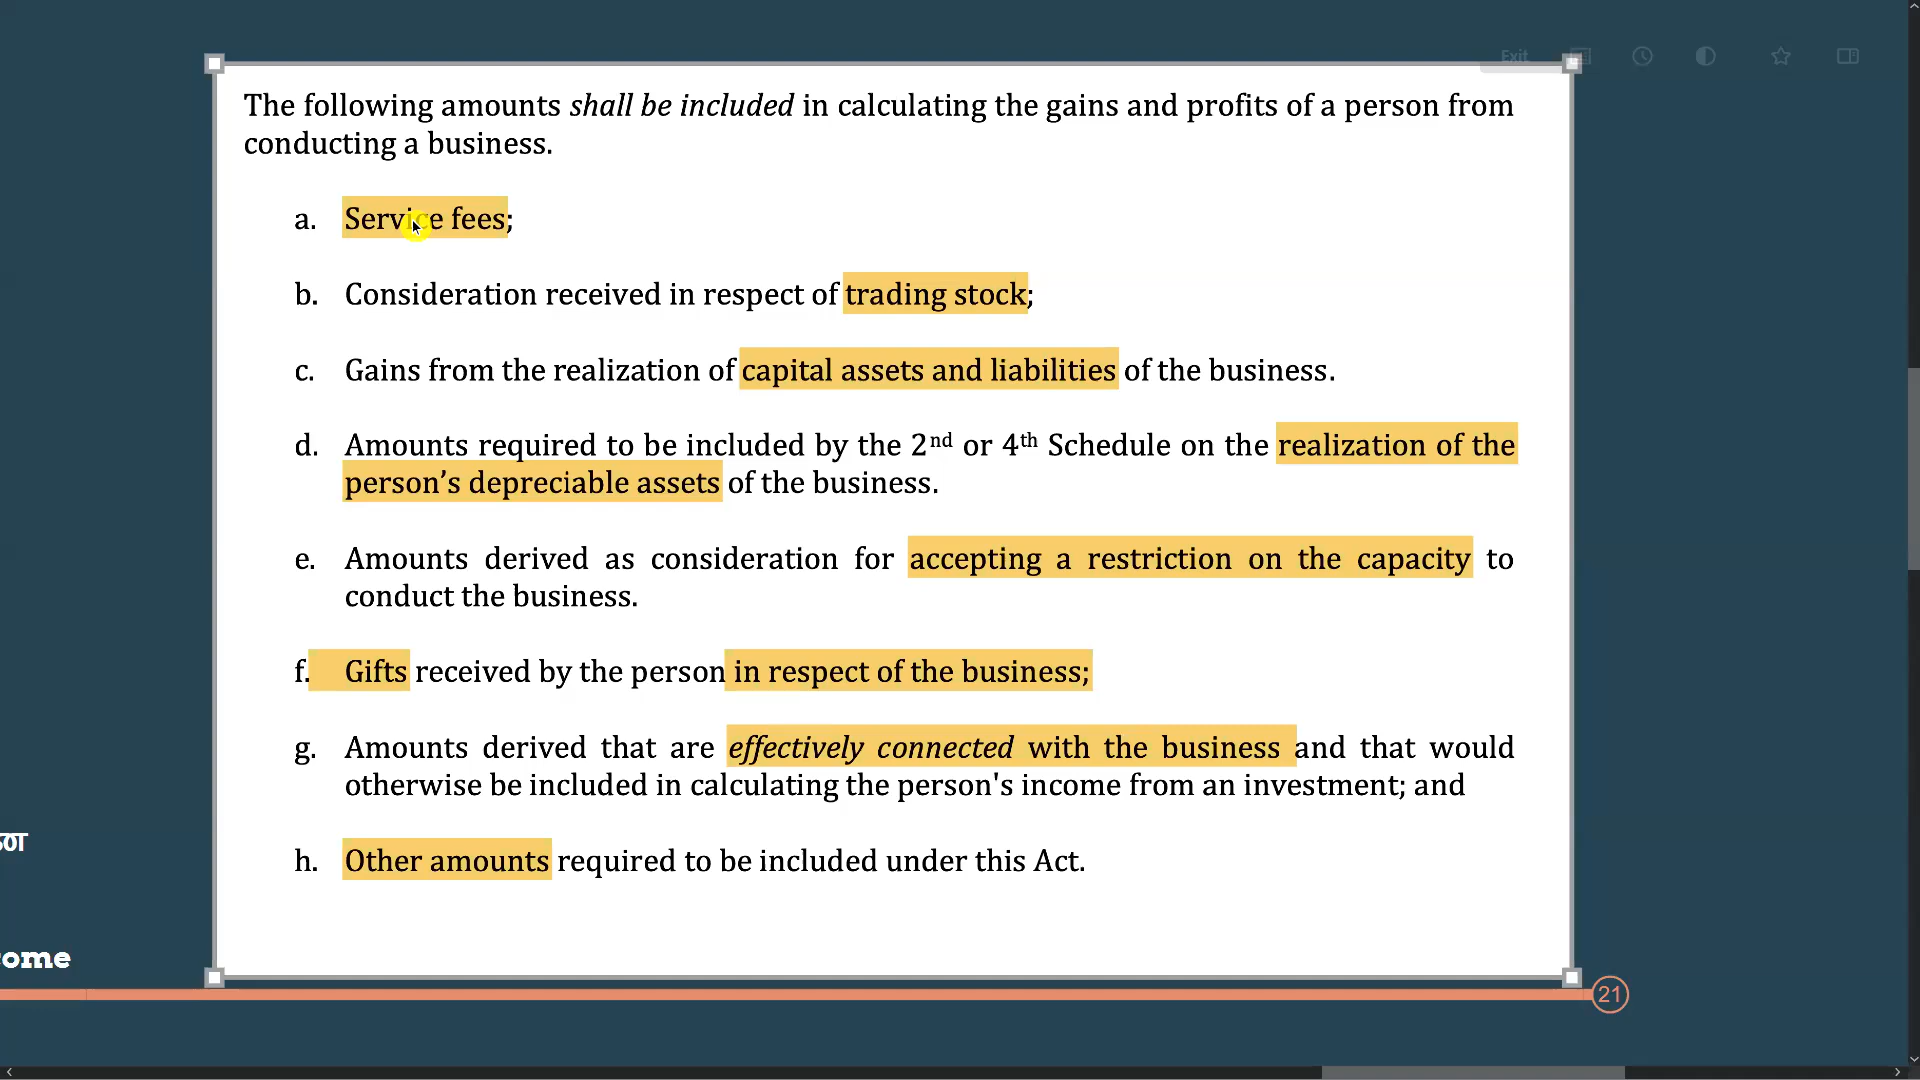 Exit
The following amounts shall be included in calculating the gains and profits of a person from
conducting a business.
a. Service fees;
b. Consideration received in respect of trading stock;
c. Gains from the realization of capital assets and liabilities of the business.
d. Amounts required to be included by the 2nd or 4th Schedule on the realization of the
person’s depreciable assets of the business.
e. Amounts derived as consideration for accepting a restriction on the capacity to
conduct the business.
f. Gifts received by the person in respect of the business;
g. Amounts derived that are effectively connected with the business and that would
otherwise be included in calculating the person's income from an investment; and
h. Other amounts required to be included under this Act.
21